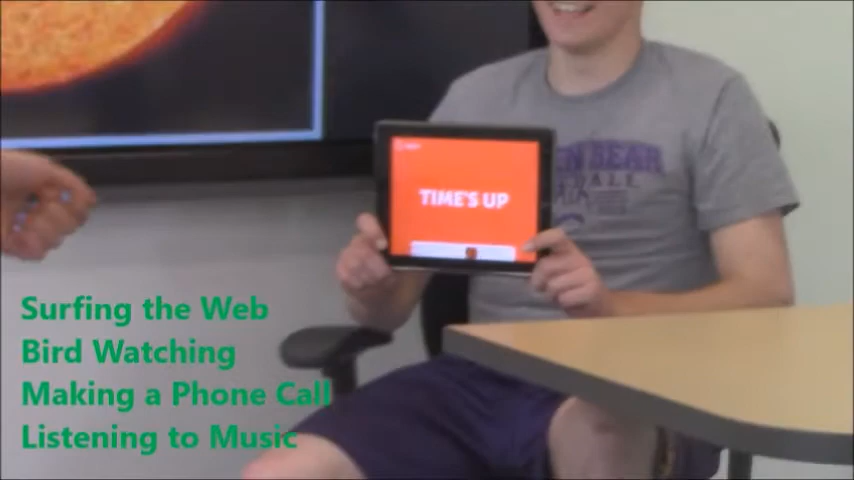 TIME'S UP
Surfing the Web
Bird Watching
Making a Phone Call
Listening to Music